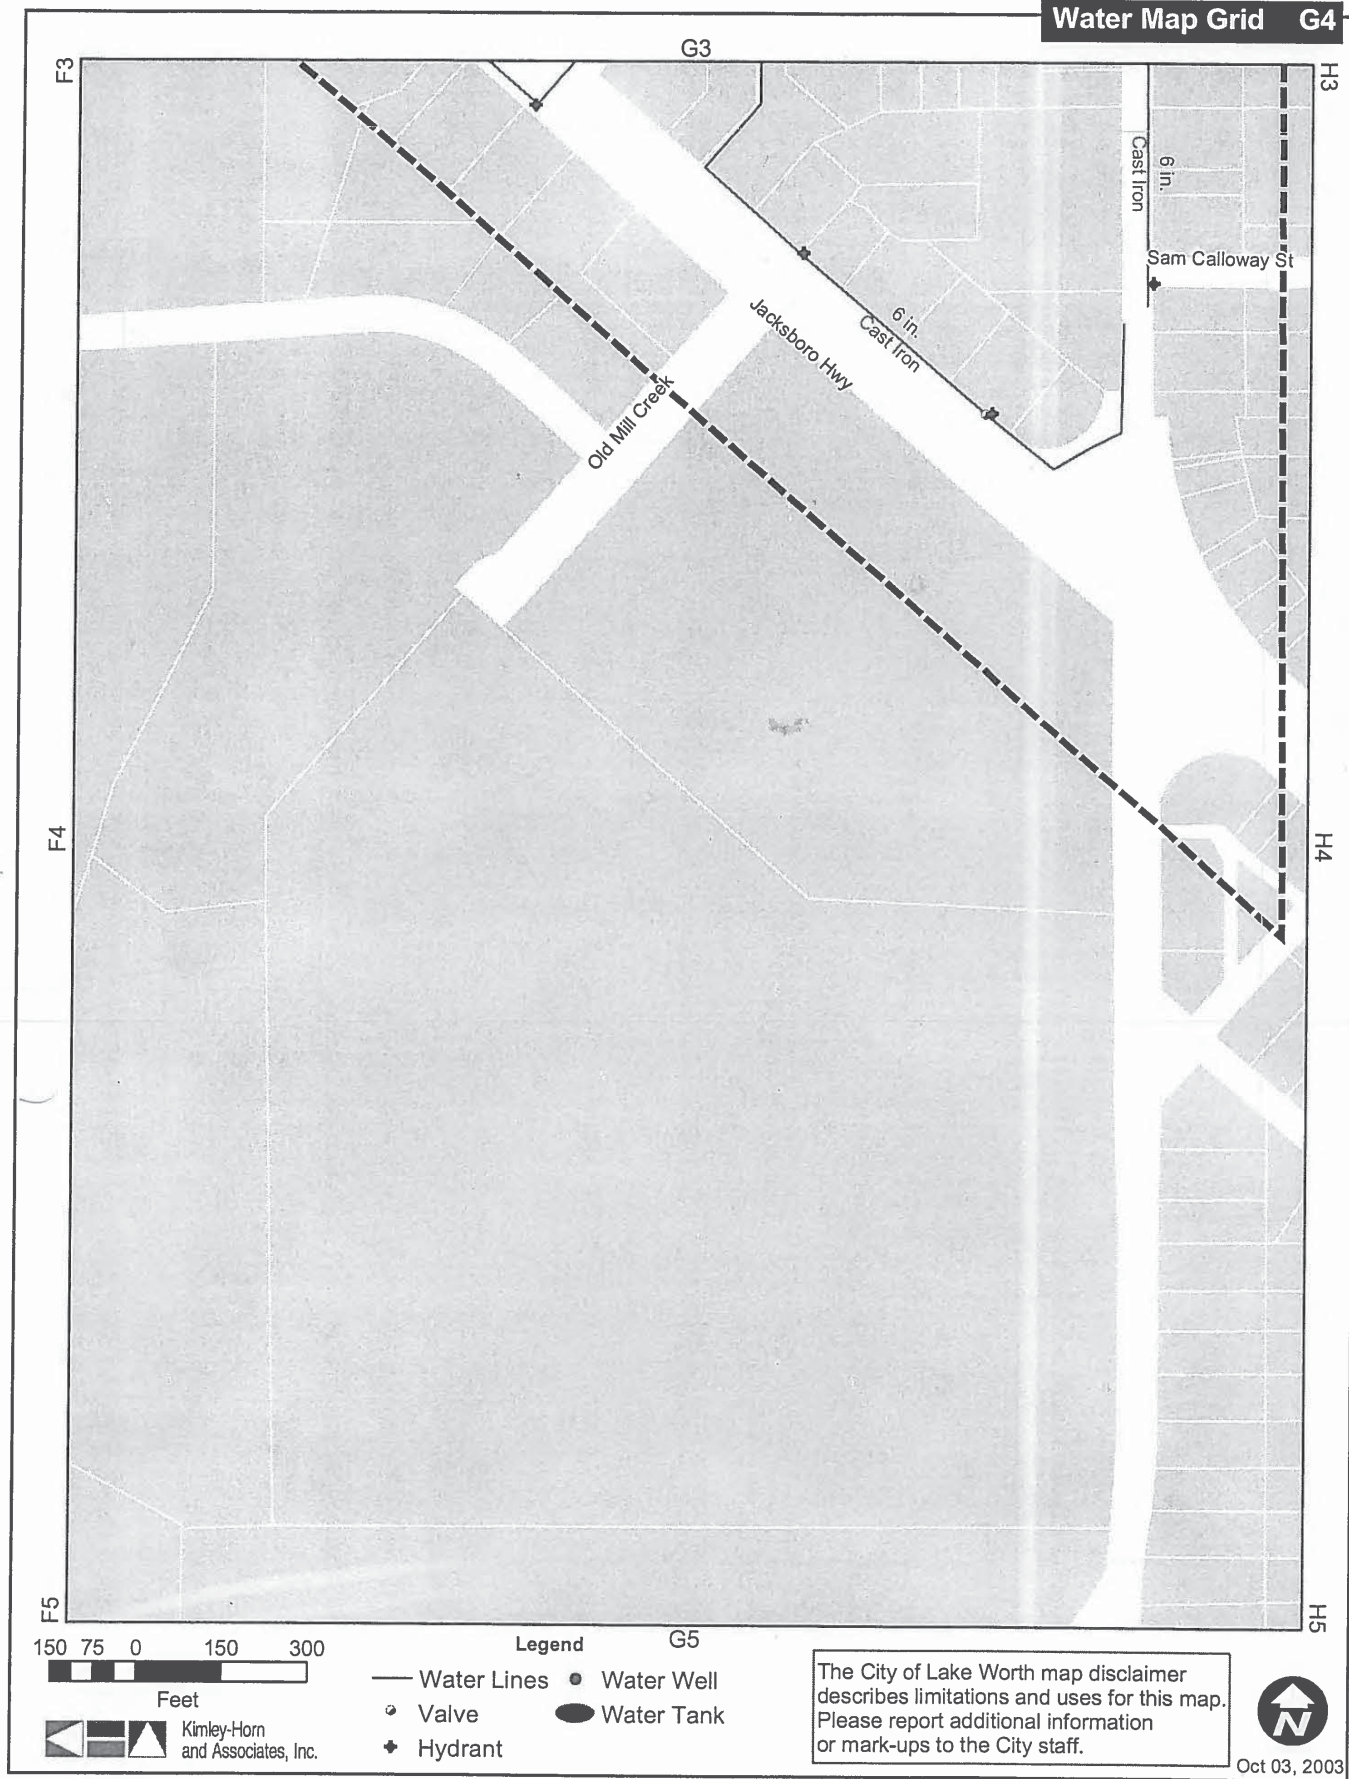 Water Map Grid G4
G3
F3
H3
Cast Iron
6 in.
Sam Calloway St
6 in.
Cast Iron
Jacksboro Hwy
Old Mill Creek
F4
H4
F5
H5
G5
150 75 0 150 300
Feet
Kimley-Horn
and Associates, Inc.
Legend
Water Lines
Valve
Hydrant
Water Well
Water Tank
The City of Lake Worth map disclaimer
describes limitations and uses for this map.
Please report additional information
or mark-ups to the City staff.
N
Oct 03, 2003